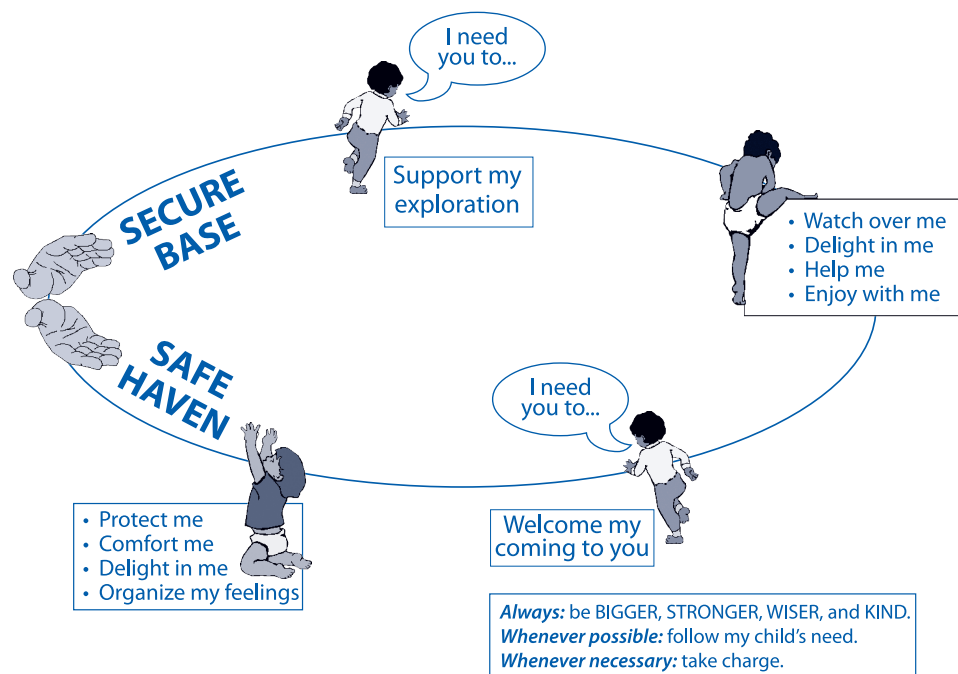 I need
you to...
Support my
exploration
SECURE
BASE
• Watch over me
• Delight in me
• Help me
• Enjoy with me
SAFE
HAVEN
I need
you to...
Welcome my
coming to you
• Protect me
• Comfort me
• Delight in me
• Organize my feelings
Always: be BIGGER, STRONGER, WISER, and KIND.
Whenever possible: follow my child's need.
Whenever necessary: take charge.